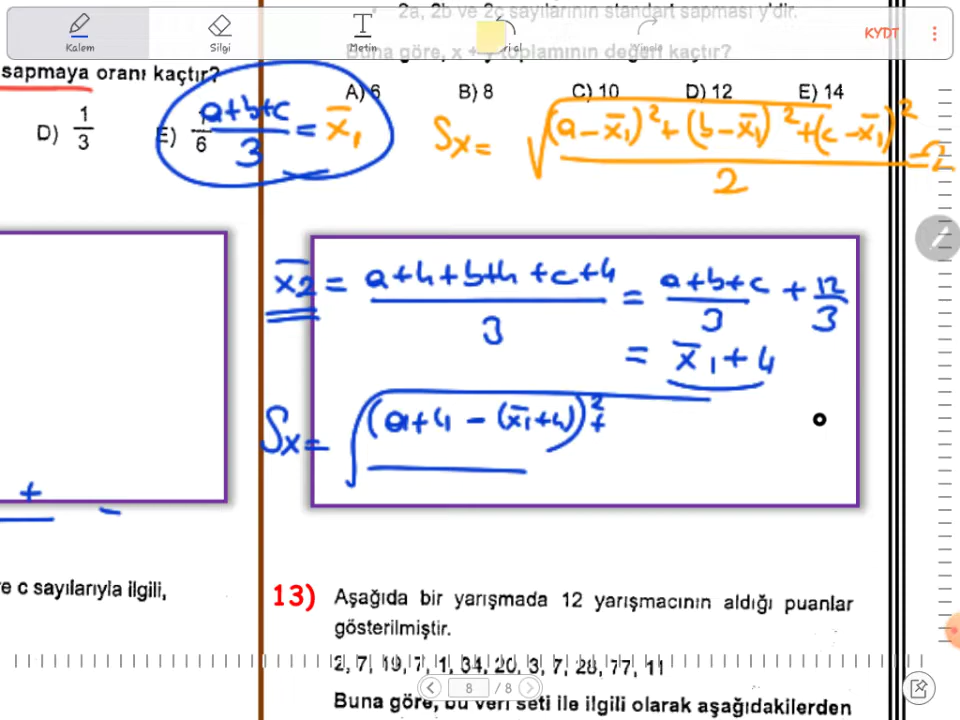 2a, 2b ve 2c sayılarının standart sapması y'dir.
Kalem
Silgi
Metin
Geri al
Yinele
KYDT
kaçtır?
sapmaya oranı kaçtır?
A) 6 B) 8 C) 10 D) 12 E) 14
D) 1/3 E) 1/6
(a+b+c)/3 = x̄₁
Sx = √(((a-x̄₁)²+(b-x̄₁)²+(c-x̄₁)²)/2) = 2
x̄2 = (a+4+b+4+c+4)/3 = (a+b+c)/3 + 12/3
= x̄₁+4
Sx = √(a+4-(x̄₁+4))²+
+ -
e c sayılarıyla ilgili,
13) Aşağıda bir yarışmada 12 yarışmacının aldığı puanlar
gösterilmiştir.
2, 7, 19, 7, 1, 34, 20, 3, 7, 28, 77, 11
8 / 8
Buna göre, bu veri seti ile ilgili olarak aşağıdakilerden